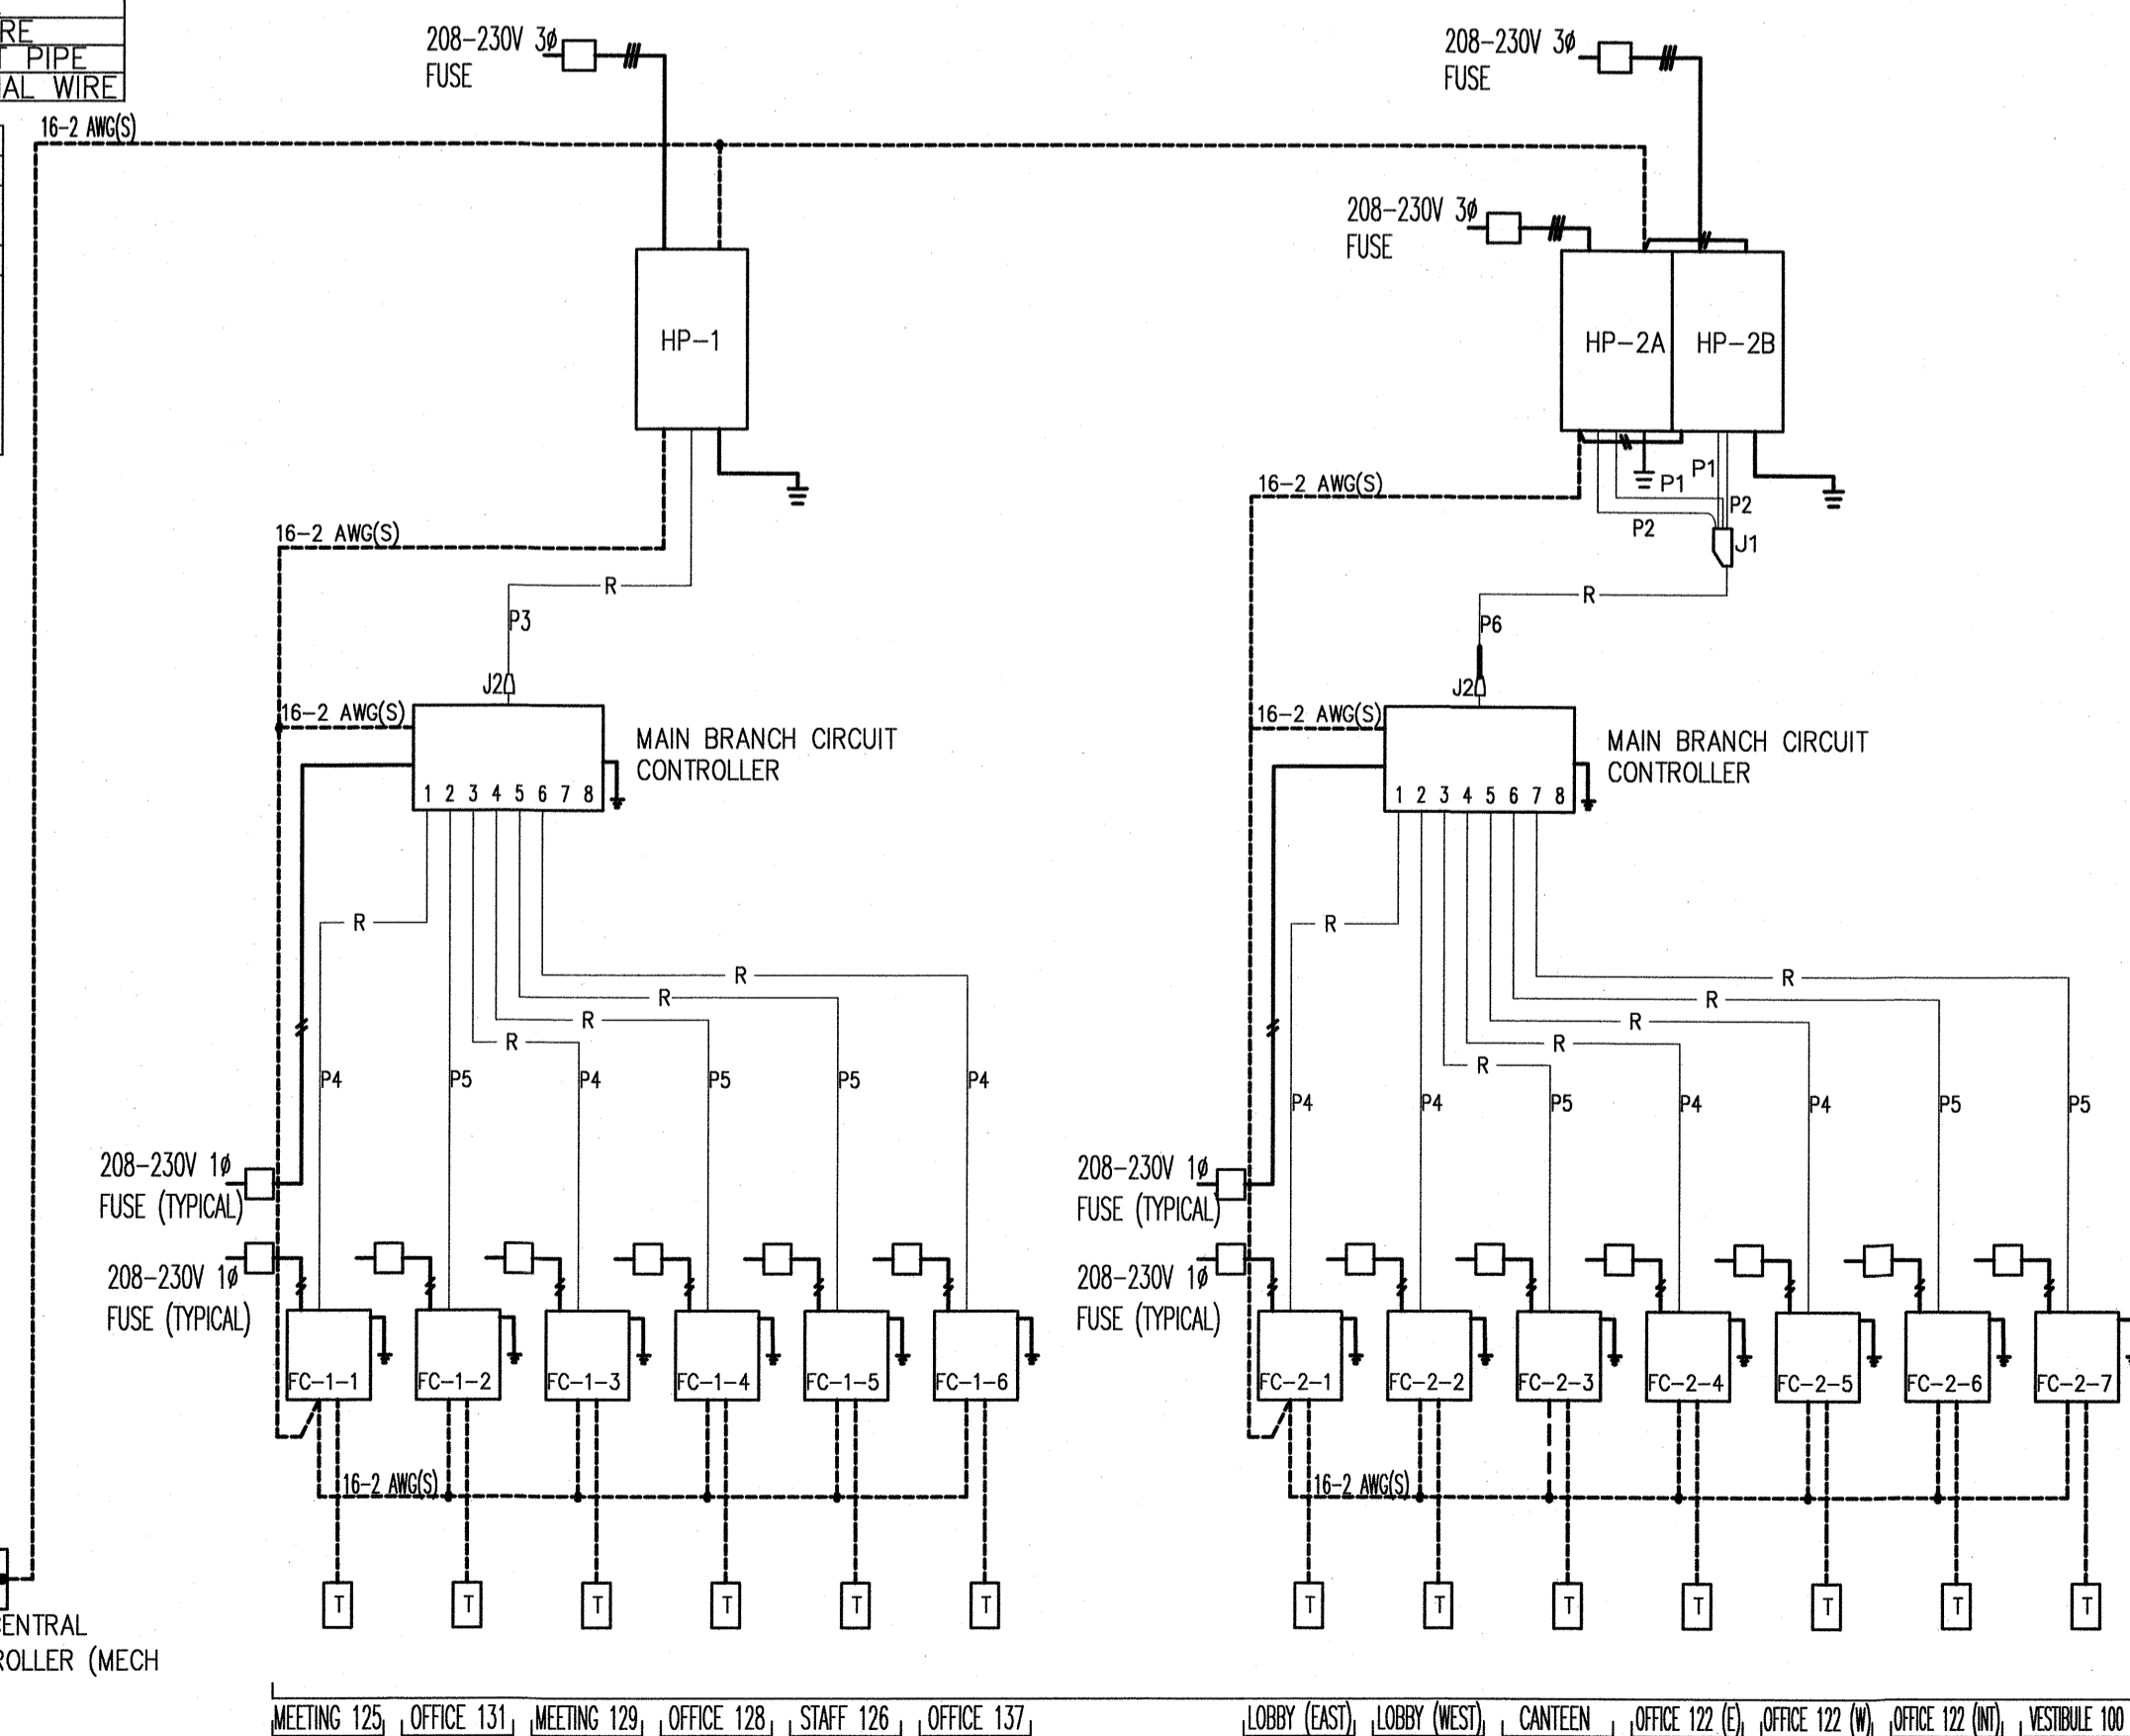 RE
T PIPE
AL WIRE
16-2 AWG(S)
208-230V 3ø
FUSE
208-230V 3ø
FUSE
208-230V 3ø
FUSE
HP-1
HP-2A
HP-2B
16-2 AWG(S)
R
P3
J2
16-2 AWG(S)
MAIN BRANCH CIRCUIT
CONTROLLER
1 2 3 4 5 6 7 8
R
R
R
R
R
P4
P5
P4
P5
P5
P4
208-230V 1ø
FUSE (TYPICAL)
208-230V 1ø
FUSE (TYPICAL)
FC-1-1
FC-1-2
FC-1-3
FC-1-4
FC-1-5
FC-1-6
16-2 AWG(S)
T
T
T
T
T
T
16-2 AWG(S)
P1
P1
P2
P2
J1
R
P6
J2
16-2 AWG(S)
MAIN BRANCH CIRCUIT
CONTROLLER
1 2 3 4 5 6 7 8
R
R
R
R
R
R
P4
P4
P5
P4
P4
P5
P5
208-230V 1ø
FUSE (TYPICAL)
208-230V 1ø
FUSE (TYPICAL)
FC-2-1
FC-2-2
FC-2-3
FC-2-4
FC-2-5
FC-2-6
FC-2-7
16-2 AWG(S)
T
T
T
T
T
T
T
ENTRAL
ROLLER (MECH
MEETING 125
OFFICE 131
MEETING 129
OFFICE 128
STAFF 126
OFFICE 137
LOBBY (EAST)
LOBBY (WEST)
CANTEEN
OFFICE 122 (E)
OFFICE 122 (W)
OFFICE 122 (INT)
VESTIBULE 100